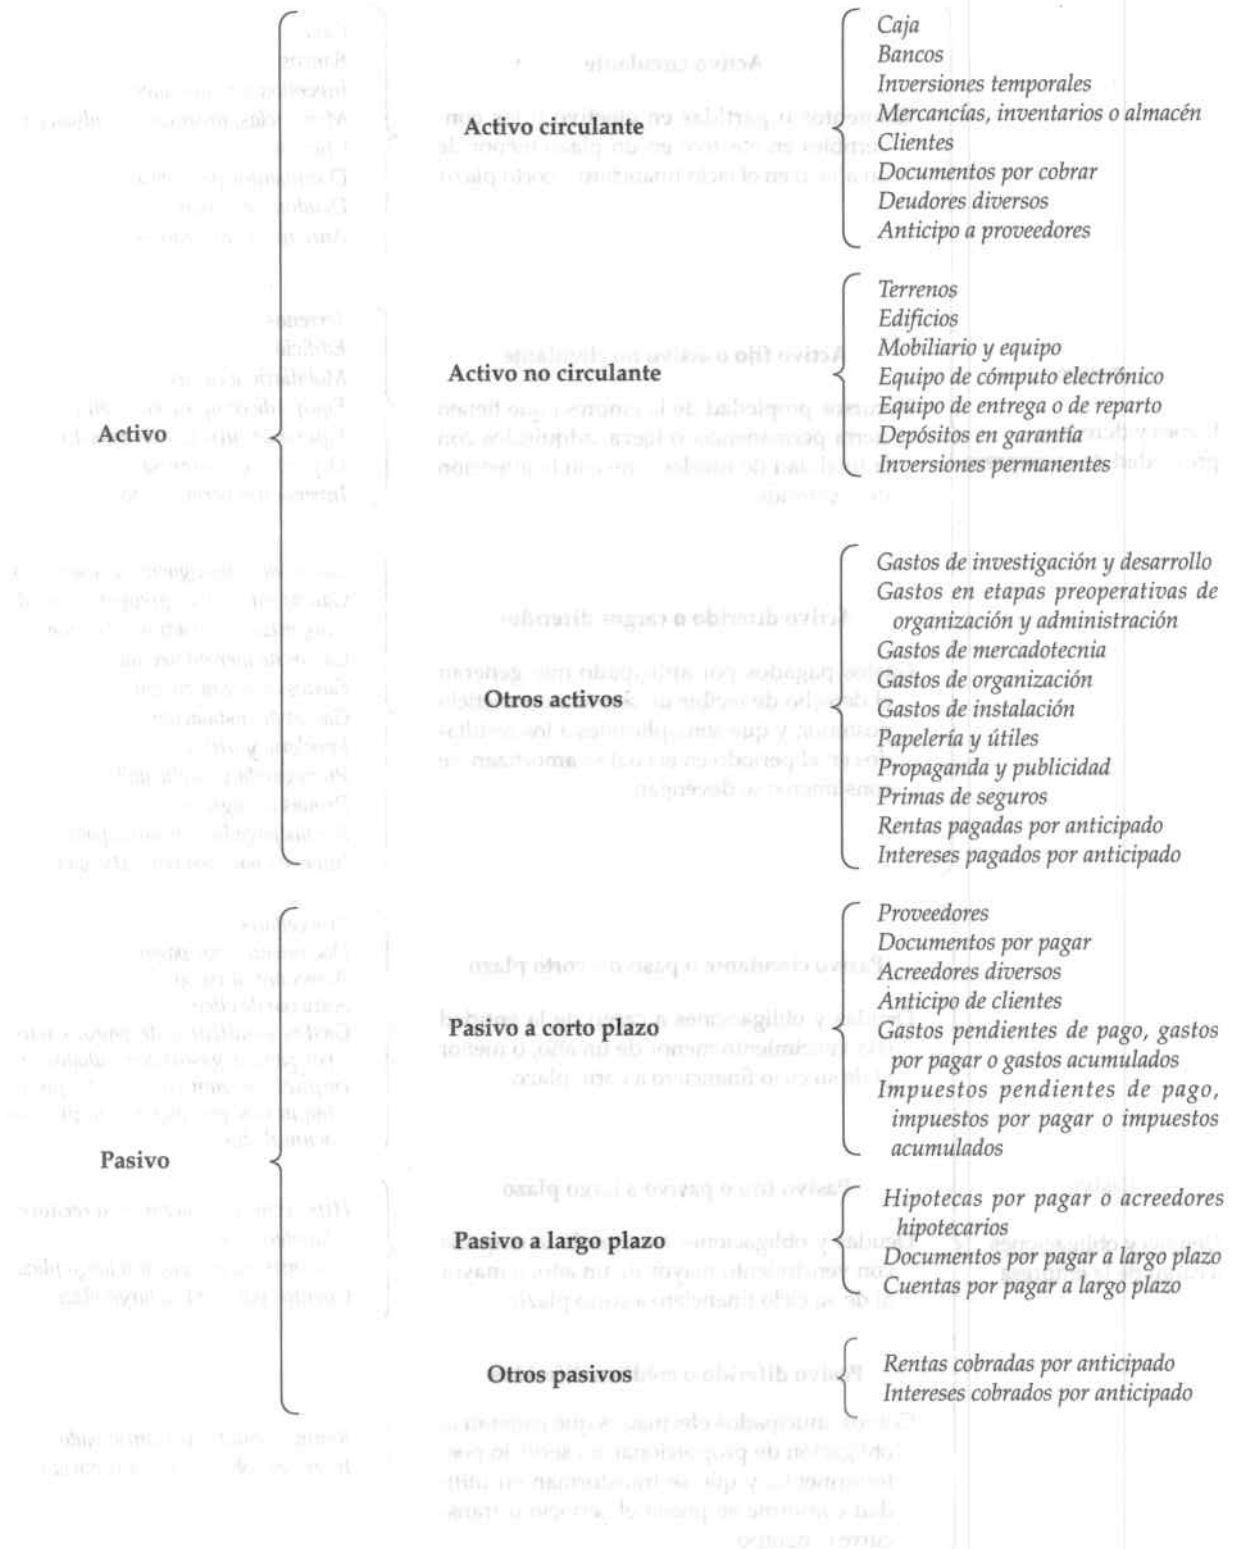 Activo
Activo circulante
Caja
Bancos
Inversiones temporales
Mercancías, inventarios o almacén
Clientes
Documentos por cobrar
Deudores diversos
Anticipo a proveedores
Activo no circulante
Terrenos
Edificios
Mobiliario y equipo
Equipo de cómputo electrónico
Equipo de entrega o de reparto
Depósitos en garantía
Inversiones permanentes
Otros activos
Gastos de investigación y desarrollo
Gastos en etapas preoperativas de
organización y administración
Gastos de mercadotecnia
Gastos de organización
Gastos de instalación
Papelería y útiles
Propaganda y publicidad
Primas de seguros
Rentas pagadas por anticipado
Intereses pagados por anticipado
Pasivo
Pasivo a corto plazo
Proveedores
Documentos por pagar
Acreedores diversos
Anticipo de clientes
Gastos pendientes de pago, gastos
por pagar o gastos acumulados
Impuestos pendientes de pago,
impuestos por pagar o impuestos
acumulados
Pasivo a largo plazo
Hipotecas por pagar o acreedores
hipotecarios
Documentos por pagar a largo plazo
Cuentas por pagar a largo plazo
Otros pasivos
Rentas cobradas por anticipado
Intereses cobrados por anticipado